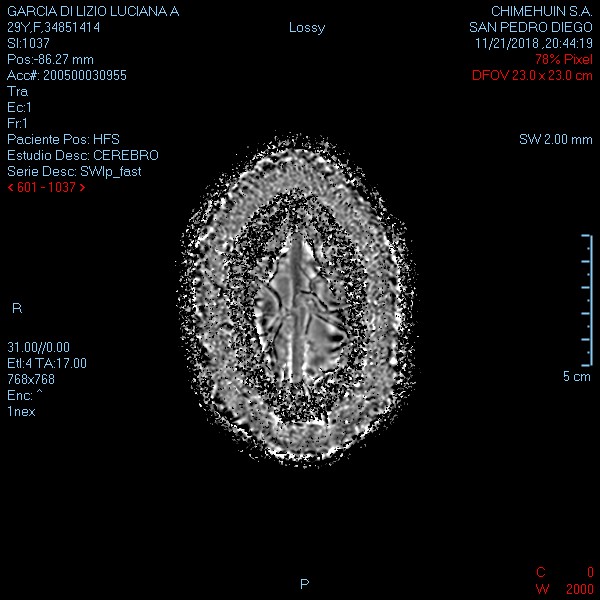 GARCIA DI LIZIO LUCIANA A
29Y,F,34851414
Sl:1037
Pos:-86.27 mm
Acc#: 200500030955
Tra
Ec:1
Fr:1
Paciente Pos: HFS
Estudio Desc: CEREBRO
Serie Desc: SWIp_fast
< 601 - 1037 >
Lossy
CHIMEHUIN S.A.
SAN PEDRO DIEGO
11/21/2018 ,20:44:19
78% Pixel
DFOV 23.0 x 23.0 cm
SW 2.00 mm
R
31.00//0.00
Etl:4 TA:17.00
768x768
Enc: ^
1nex
5 cm
P
C 0
W 2000